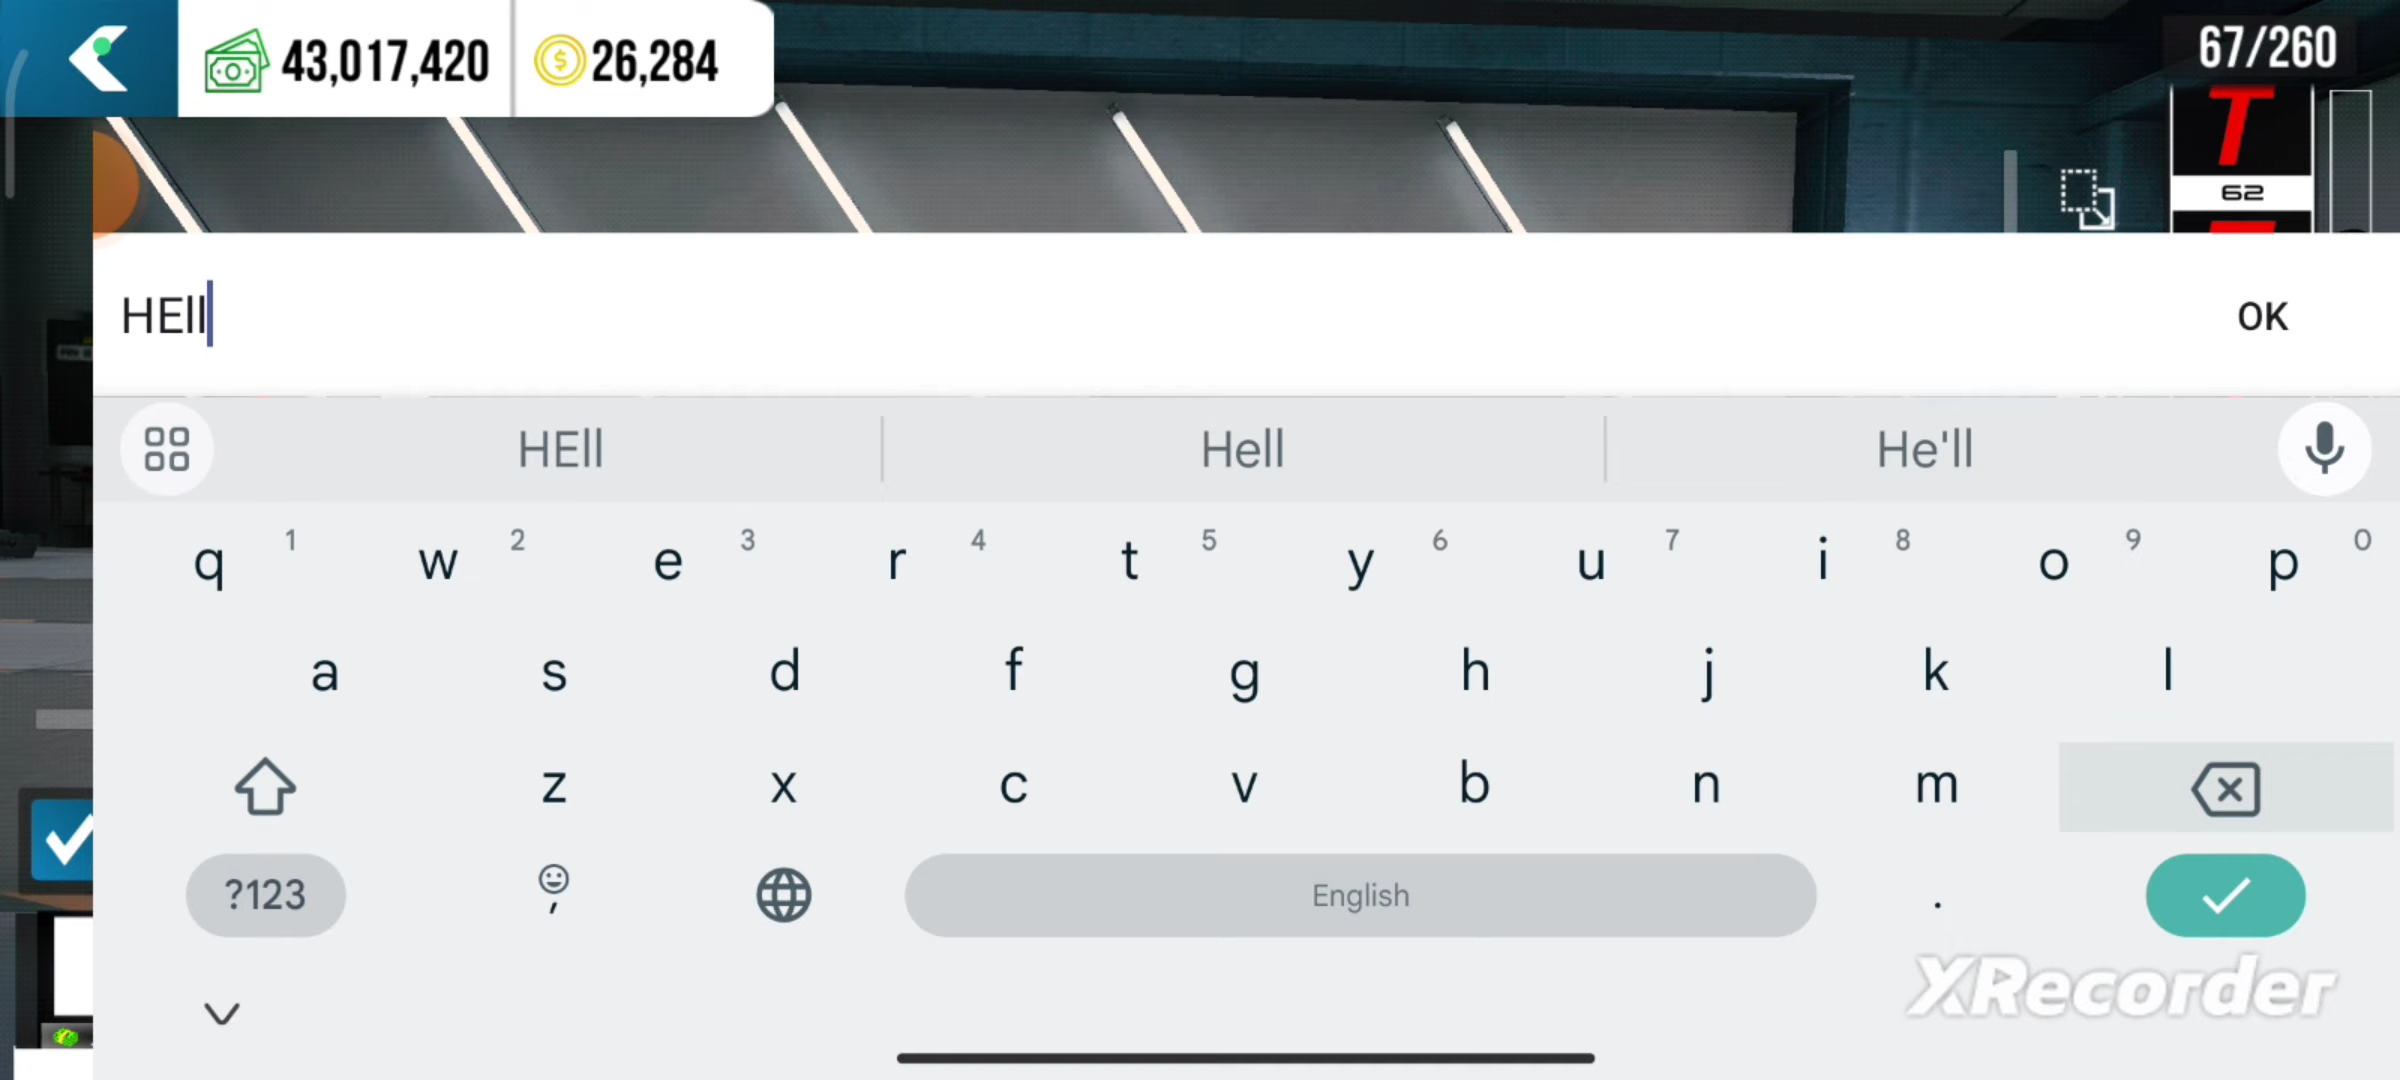 43,017,420 26,284 67/260
T
62
HEll OK
HEll Hell He'll
q 1 w 2 e 3 r 4 t 5 y 6 u 7 i 8 o 9 p 0
a s d f g h j k l
z x c v b n m
?123 , English .
XRecorder